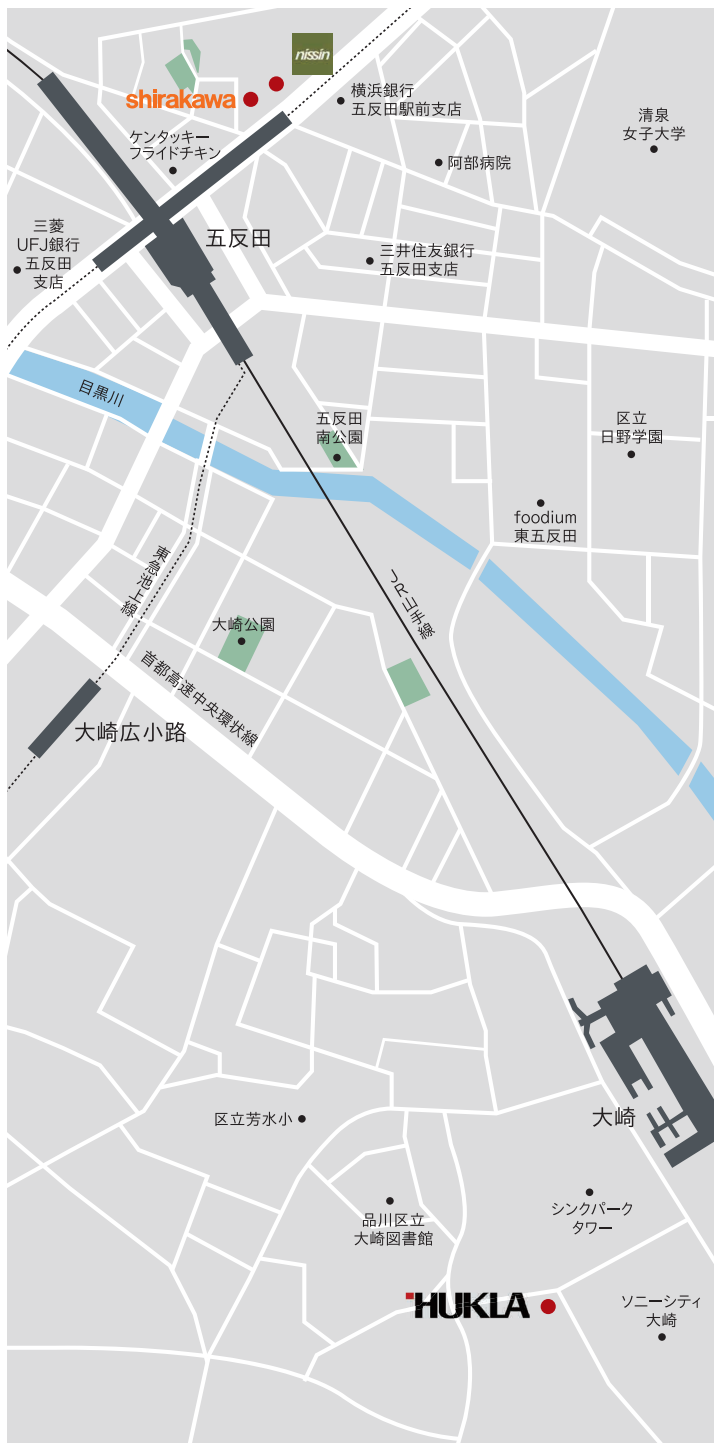 nissin
shirakawa
横浜銀行
五反田駅前支店
清泉
女子大学
ケンタッキー
フライドチキン
阿部病院
三菱
UFJ銀行
五反田
支店
五反田
三井住友銀行
五反田支店
目黒川
五反田
南公園
区立
日野学園
foodium
東五反田
東急池上線
JR山手線
大崎公園
首都高速中央環状線
大崎広小路
区立芳水小
大崎
品川区立
大崎図書館
シンクパーク
タワー
HUKLA
ソニーシティ
大崎